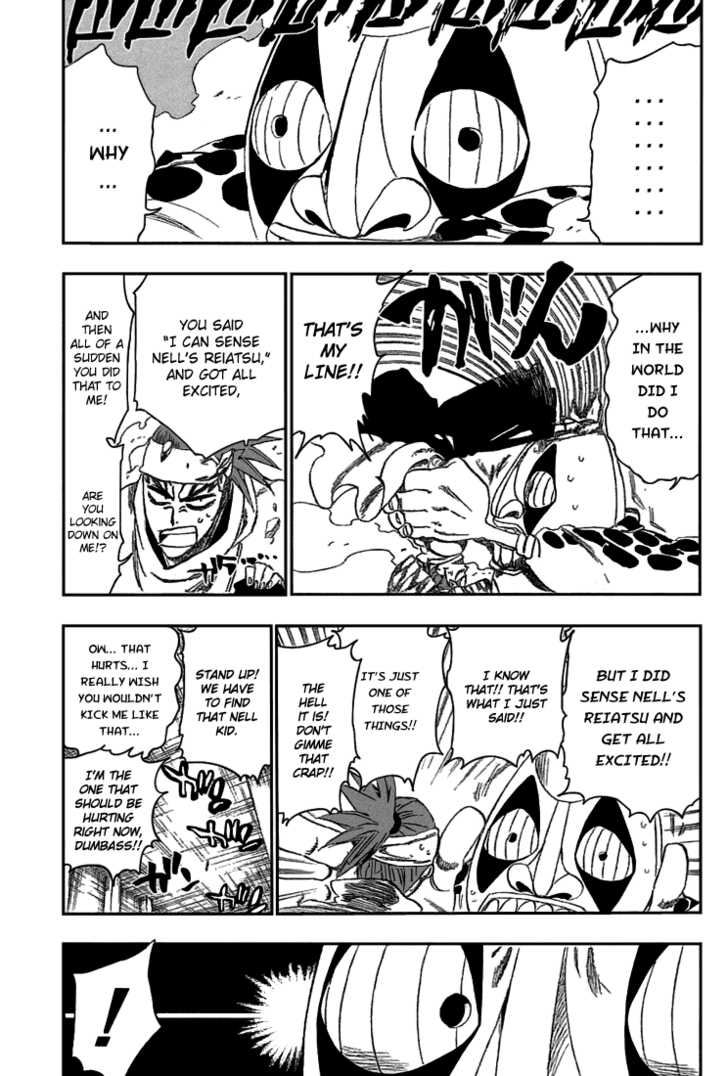 ......
...
WHY
...
...WHY
IN THE
WORLD
DID I
DO
THAT...
ガン
THAT'S
MY
LINE!!
YOU SAID
"I CAN SENSE
NELL'S REIATSU,"
AND GOT ALL
EXCITED,
AND
THEN
ALL OF A
SUDDEN
YOU DID
THAT TO
ME!
ARE
YOU
LOOKING
DOWN ON
ME!?
BUT I DID
SENSE NELL'S
REIATSU AND
GET ALL
EXCITED!!
I KNOW
THAT!! THAT'S
WHAT I JUST
SAID!!
IT'S JUST
ONE OF
THOSE
THINGS!!
THE
HELL
IT IS!
DON'T
GIMME
THAT
CRAP!!
STAND UP!
WE HAVE
TO FIND
THAT NELL
KID.
OW... THAT
HURTS... I
REALLY WISH
YOU WOULDN'T
KICK ME LIKE
THAT...
I'M THE
ONE THAT
SHOULD BE
HURTING
RIGHT NOW,
DUMBASS!!
!